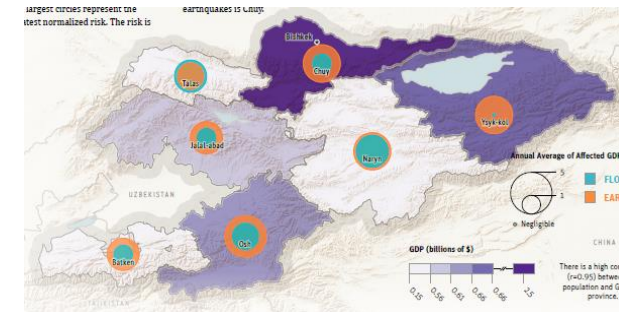 largest circles represent the
earthquakes is Chuy.
atest normalized risk. The risk is
Bishkek
Chuy
Talas
Ysyk-kol
Jalal-abad
Naryn
Annual Average of Affected GDP
5
FLO
1
EAR
Negligible
UZBEKISTAN
Osh
Batken
CHINA
GDP (billions of $)
0.15
0.56
0.61
0.66
0.66
2.5
There is a high cor
(r=0.95) betwe
population and G
province.